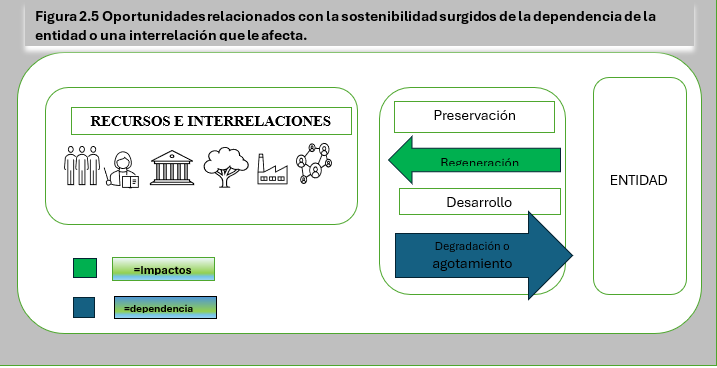 Figura 2.5 Oportunidades relacionados con la sostenibilidad surgidos de la dependencia de la
entidad o una interrelación que le afecta.
RECURSOS E INTERRELACIONES
Preservación
Regeneración
Desarrollo
Degradación o
agotamiento
ENTIDAD
=Impactos
=dependencia